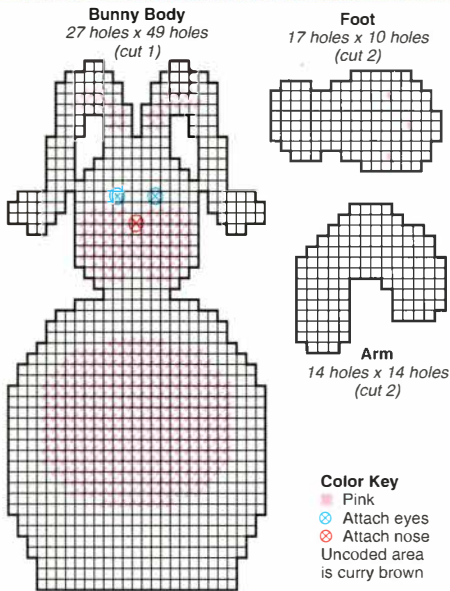 Bunny Body
27 holes x 49 holes
(cut 1)
Foot
17 holes x 10 holes
(cut 2)
Arm
14 holes x 14 holes
(cut 2)
Color Key
Pink
Attach eyes
Attach nose
Uncoded area
is curry brown